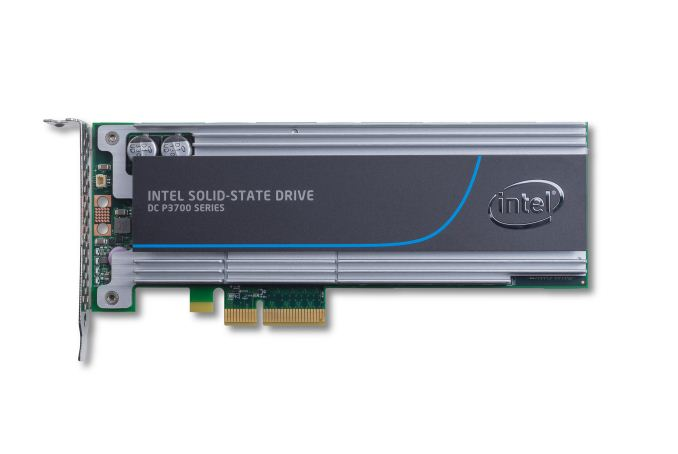 INTEL SOLID-STATE DRIVE
DC P3700 SERIES
intel